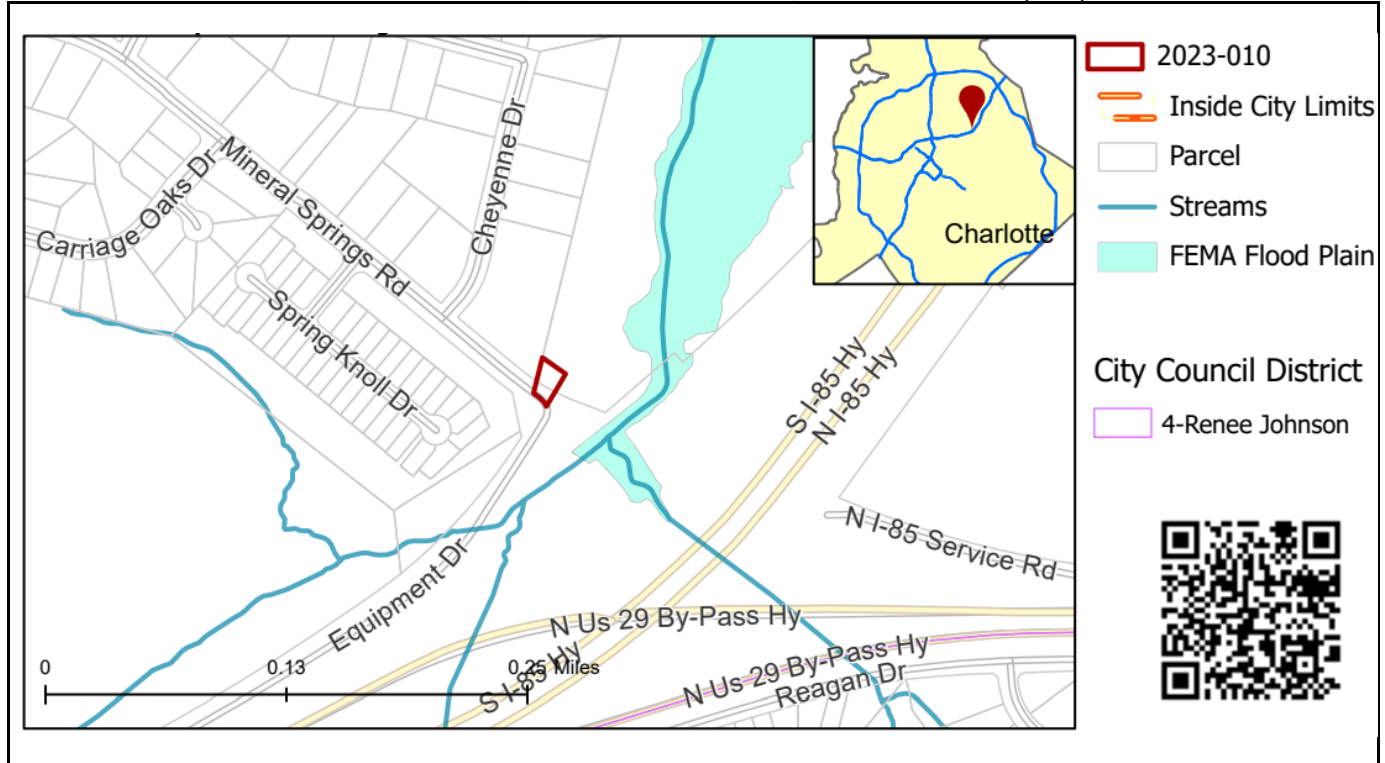 2023-010
Inside City Limits
Parcel
Streams
FEMA Flood Plain
City Council District
4-Renee Johnson
Charlotte
Cheyenne Dr
Mineral Springs Rd
Carriage Oaks Dr
Spring Knoll Dr
S I-85 Hy
N I-85 Hy
N I-85 Service Rd
Equipment Dr
N Us 29 By-Pass Hy
S I-85 Hy
N Us 29 By-Pass Hy
Reagan Dr
0 0.13 0.25 Miles